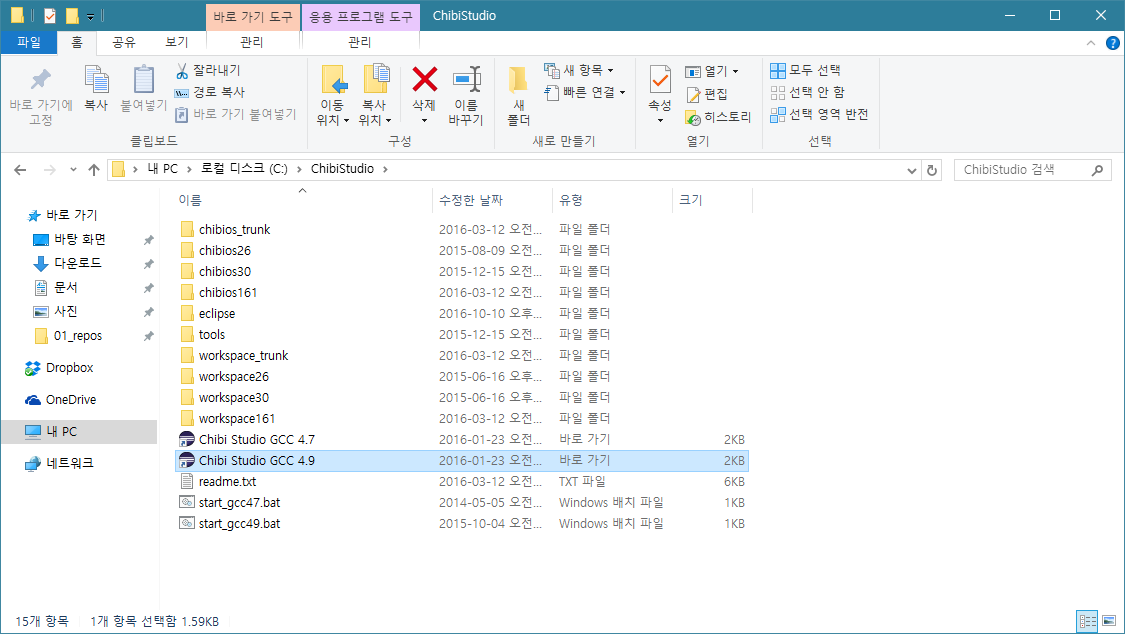 바로 가기 도구 응용 프로그램 도구 ChibiStudio
파일 홈 공유 보기 관리 관리
바로 가기에 고정
복사
붙여넣기
잘라내기
경로 복사
바로 가기 붙여넣기
클립보드
이동 위치
복사 위치
삭제
이름 바꾸기
구성
새 폴더
새 항목
빠른 연결
새로 만들기
속성
열기
편집
히스토리
열기
모두 선택
선택 안 함
선택 영역 반전
선택
내 PC 로컬 디스크 (C:) ChibiStudio
ChibiStudio 검색
바로 가기
바탕 화면
다운로드
문서
사진
01_repos
Dropbox
OneDrive
내 PC
네트워크
이름 수정한 날짜 유형 크기
chibios_trunk 2016-03-12 오전... 파일 폴더
chibios26 2015-08-09 오전... 파일 폴더
chibios30 2015-12-15 오전... 파일 폴더
chibios161 2016-03-12 오전... 파일 폴더
eclipse 2016-10-10 오후... 파일 폴더
tools 2015-12-15 오전... 파일 폴더
workspace_trunk 2016-03-12 오전... 파일 폴더
workspace26 2015-06-16 오후... 파일 폴더
workspace30 2015-06-16 오후... 파일 폴더
workspace161 2016-03-12 오전... 파일 폴더
Chibi Studio GCC 4.7 2016-01-23 오전... 바로 가기 2KB
Chibi Studio GCC 4.9 2016-01-23 오전... 바로 가기 2KB
readme.txt 2016-03-12 오전... TXT 파일 6KB
start_gcc47.bat 2014-05-05 오전... Windows 배치 파일 1KB
start_gcc49.bat 2015-10-04 오전... Windows 배치 파일 1KB
15개 항목 1개 항목 선택함 1.59KB